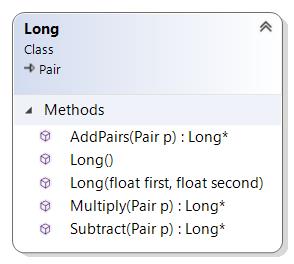 Long
Class
Pair
Methods
AddPairs(Pair p) : Long*
Long()
Long(float first, float second)
Multiply(Pair p) : Long*
Subtract(Pair p) : Long*